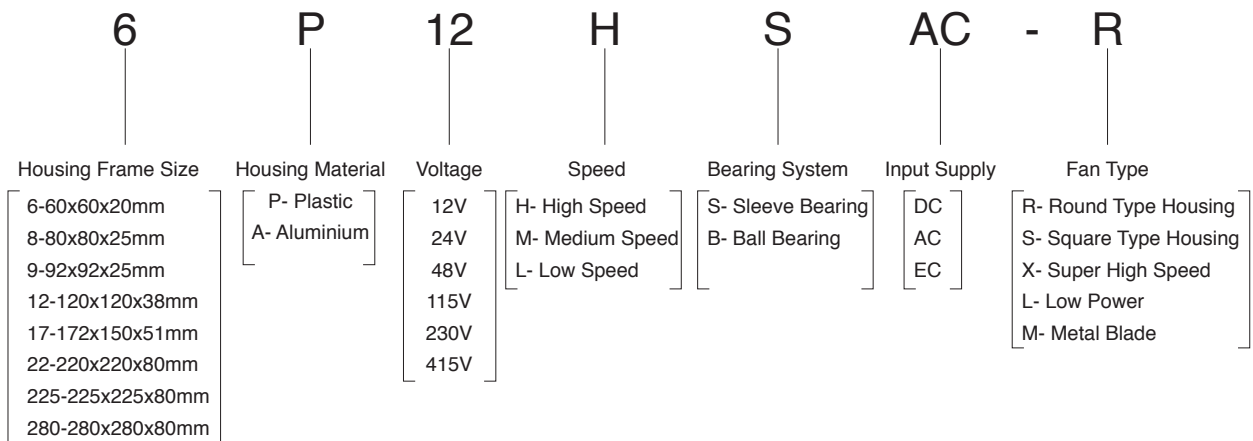 6 P 12 H S AC - R
Housing Frame Size
6-60x60x20mm
8-80x80x25mm
9-92x92x25mm
12-120x120x38mm
17-172x150x51mm
22-220x220x80mm
225-225x225x80mm
280-280x280x80mm
Housing Material
P- Plastic
A- Aluminium
Voltage
12V
24V
48V
115V
230V
415V
Speed
H- High Speed
M- Medium Speed
L- Low Speed
Bearing System
S- Sleeve Bearing
B- Ball Bearing
Input Supply
DC
AC
EC
Fan Type
R- Round Type Housing
S- Square Type Housing
X- Super High Speed
L- Low Power
M- Metal Blade